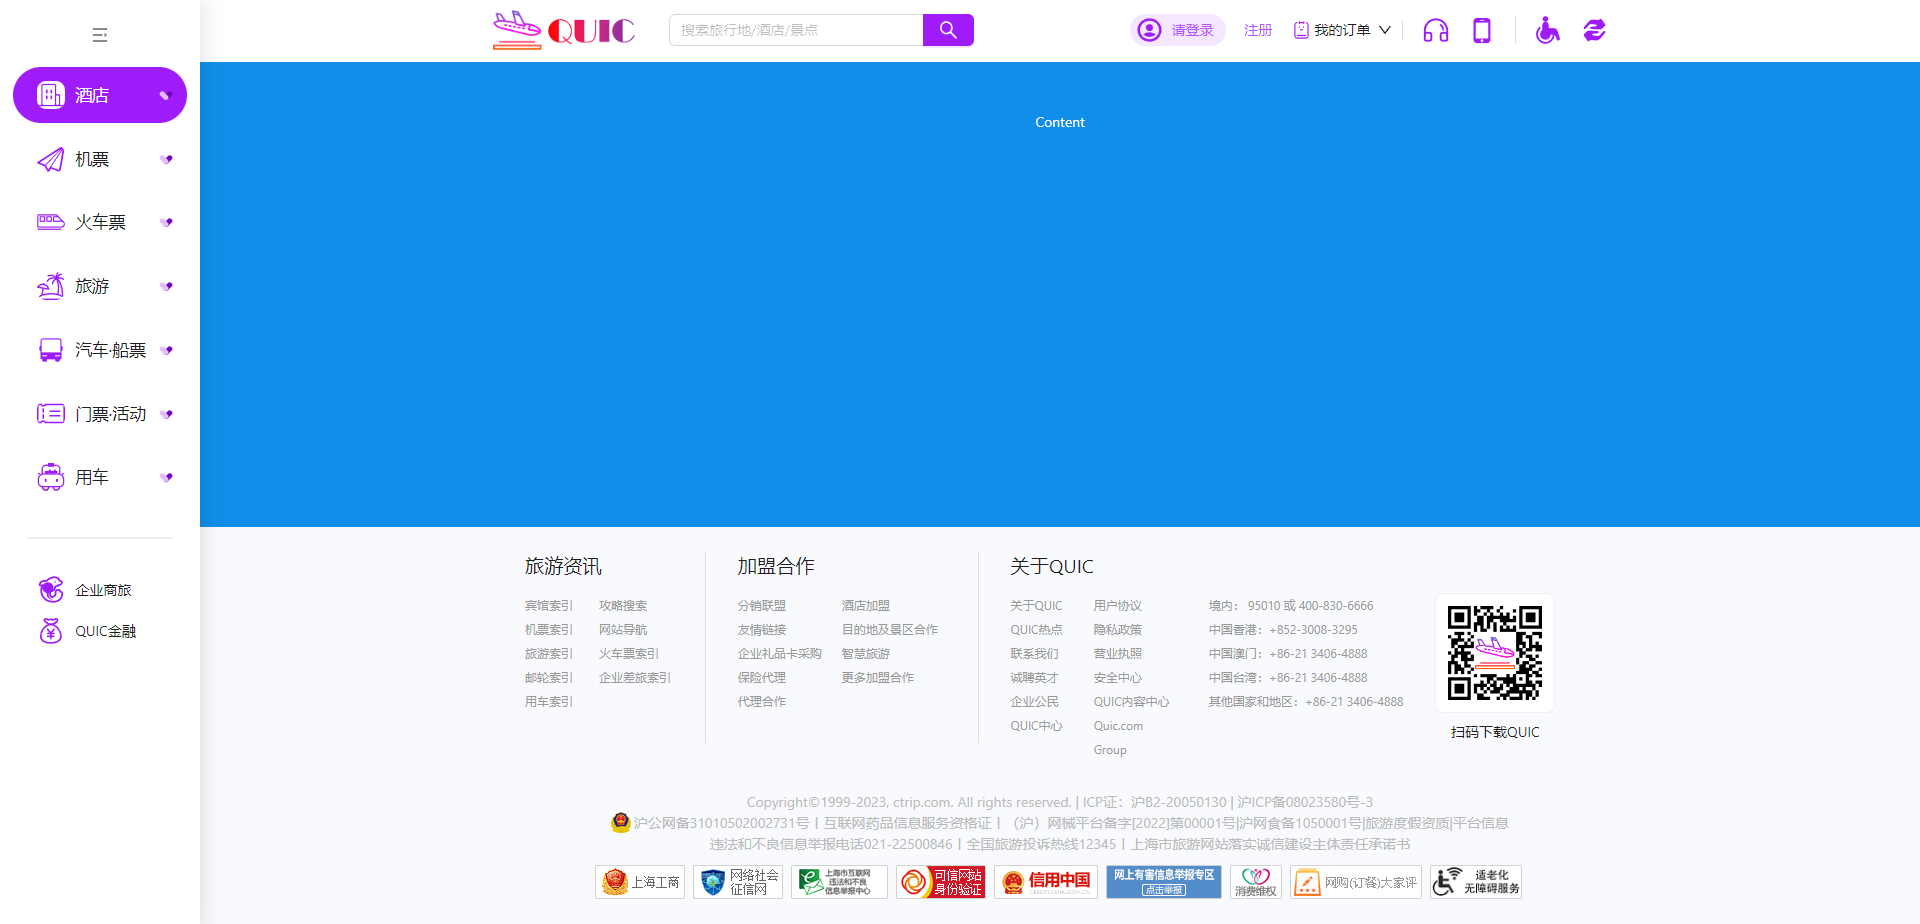 QUIC
搜索旅行地/酒店/景点
请登录
注册
我的订单
酒店
机票
火车票
旅游
汽车·船票
门票·活动
用车
企业商旅
QUIC金融
Content
旅游资讯
宾馆索引 攻略搜索
机票索引 网站导航
旅游索引 火车票索引
邮轮索引 企业差旅索引
用车索引
加盟合作
分销联盟 酒店加盟
友情链接 目的地及景区合作
企业礼品卡采购 智慧旅游
保险代理 更多加盟合作
代理合作
关于QUIC
关于QUIC 用户协议
QUIC热点 隐私政策
联系我们 营业执照
诚聘英才 安全中心
企业公民 QUIC内容中心
QUIC中心 Quic.com
Group
境内： 95010 或 400-830-6666
中国香港：+852-3008-3295
中国澳门：+86-21 3406-4888
中国台湾：+86-21 3406-4888
其他国家和地区：+86-21 3406-4888
扫码下载QUIC
Copyright©1999-2023, ctrip.com. All rights reserved. | ICP证：沪B2-20050130 | 沪ICP备08023580号-3
沪公网备31010502002731号丨互联网药品信息服务资格证丨（沪）网械平台备字[2022]第00001号|沪网食备1050001号|旅游度假资质|平台信息
违法和不良信息举报电话021-22500846丨全国旅游投诉热线12345丨上海市旅游网站落实诚信建设主体责任承诺书
上海工商
网络社会
征信网
上海市互联网
违法和不良
信息举报中心
可信网站
身份验证
信用中国
网上有害信息举报专区
点击举报
消费维权
网购(订餐)大家评
适老化
无障碍服务